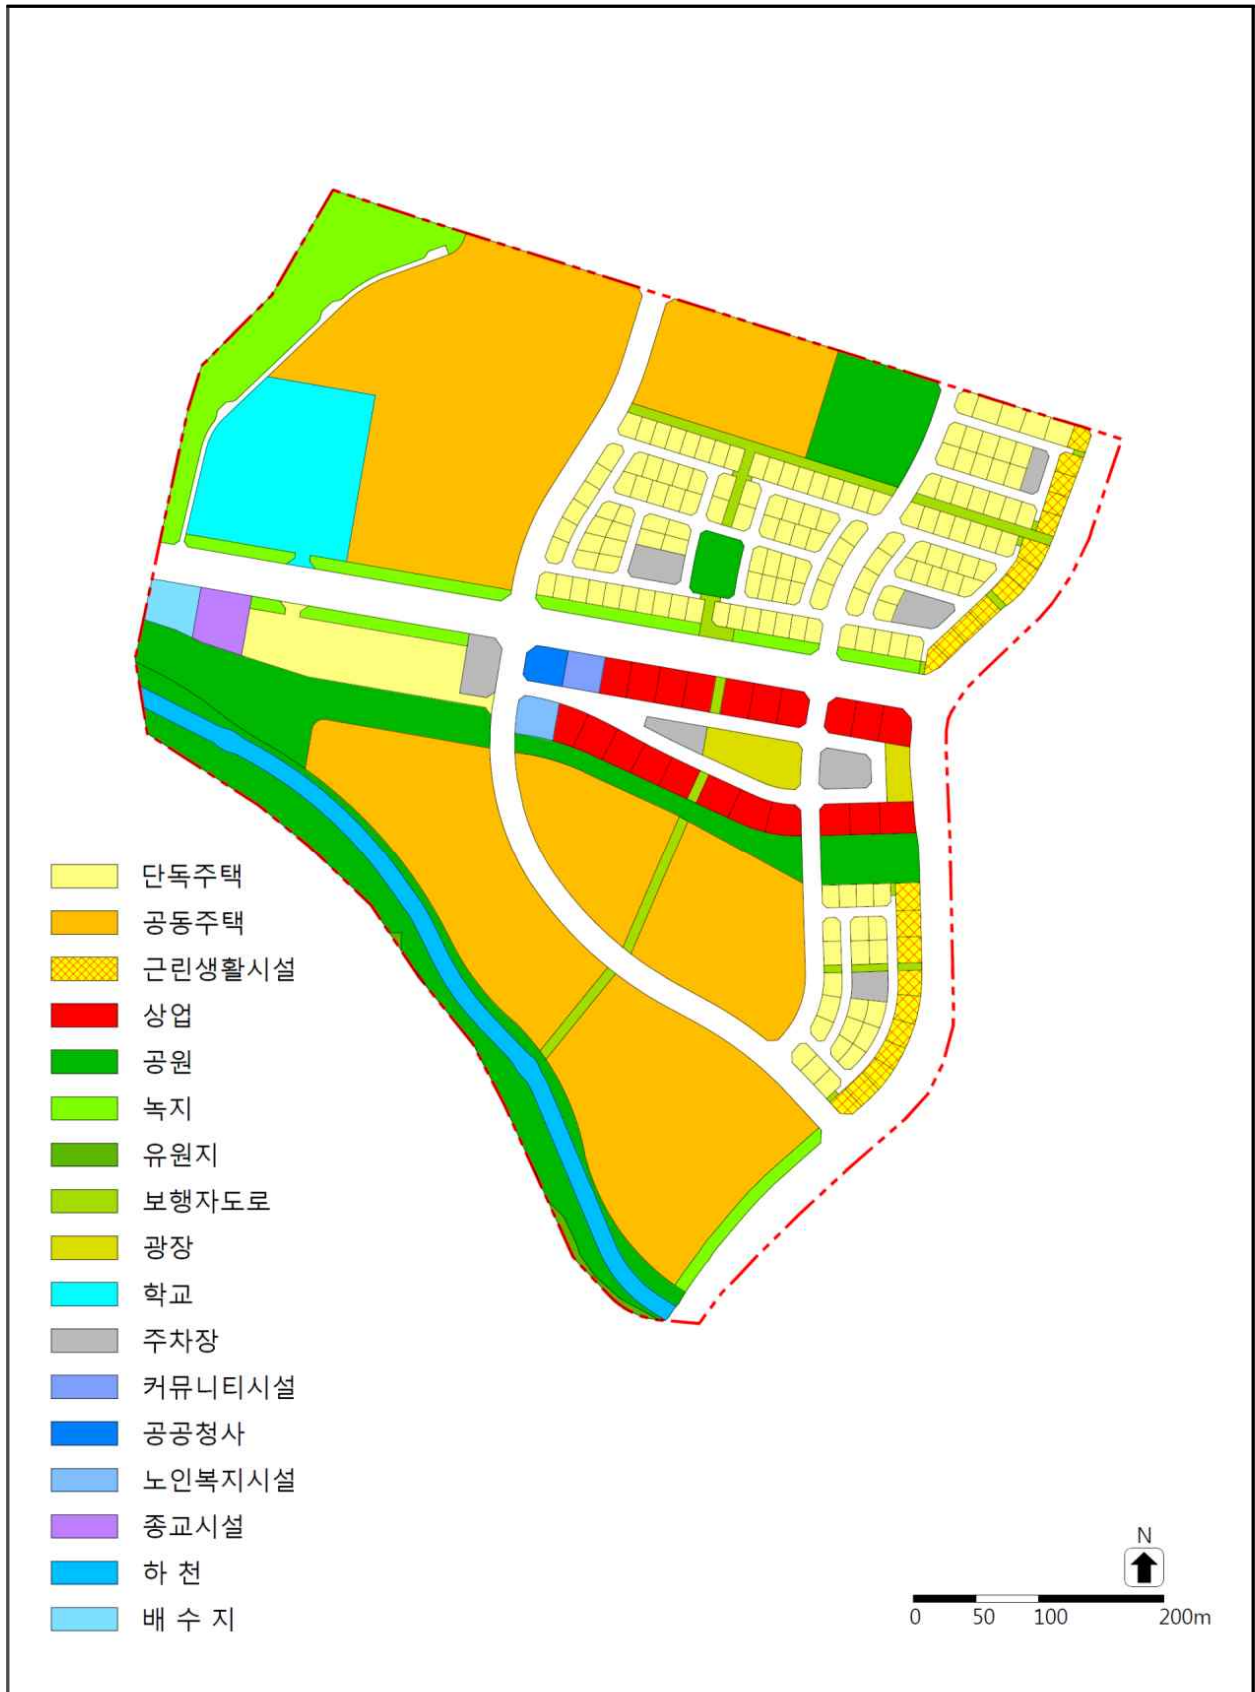 단독주택
공동주택
근린생활시설
상업
공원
녹지
유원지
보행자도로
광장
학교
주차장
커뮤니티시설
공공청사
노인복지시설
종교시설
하 천
배 수 지
N
0 50 100 200m